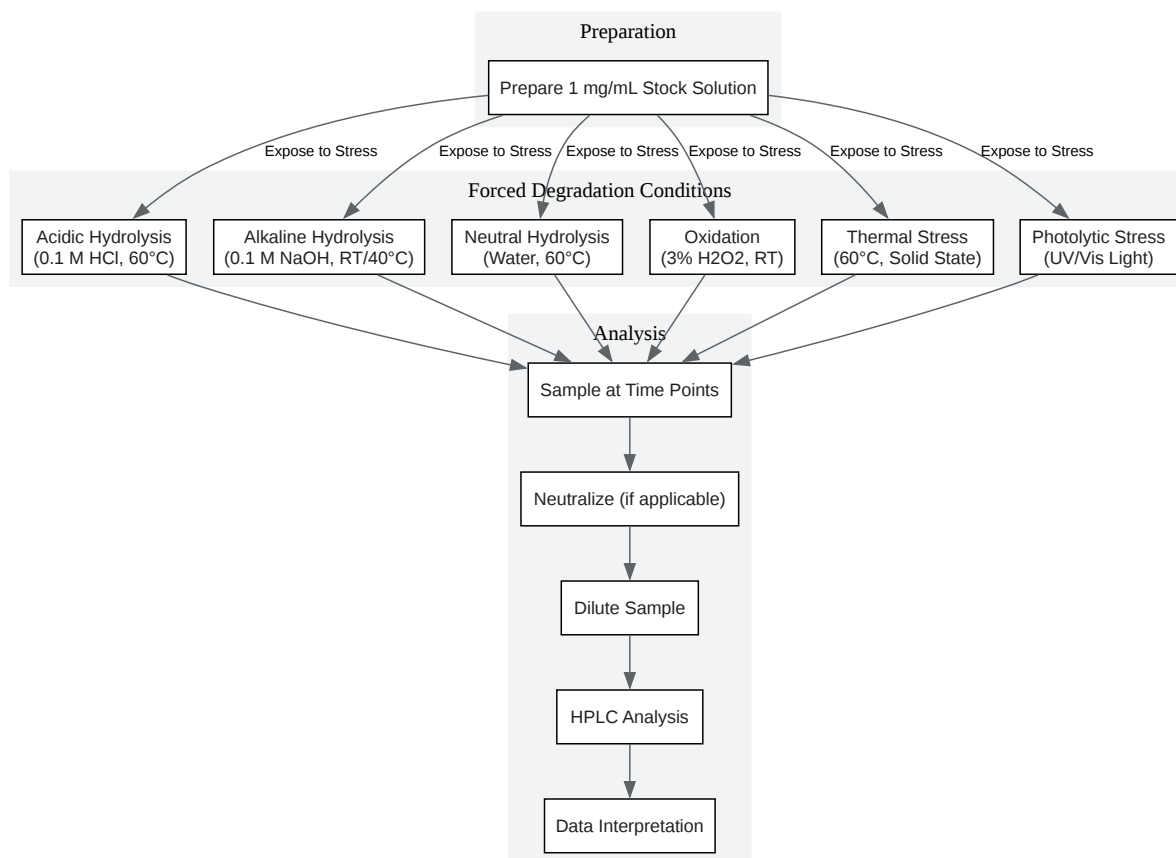 Preparation
Prepare 1 mg/mL Stock Solution
Expose to Stress
Expose to Stress
Expose to Stress
Expose to Stress
Expose to Stress
Expose to Stress
Forced Degradation Conditions
Acidic Hydrolysis
(0.1 M HCl, 60°C)
Alkaline Hydrolysis
(0.1 M NaOH, RT/40°C)
Neutral Hydrolysis
(Water, 60°C)
Oxidation
(3% H2O2, RT)
Thermal Stress
(60°C, Solid State)
Photolytic Stress
(UV/Vis Light)
Analysis
Sample at Time Points
Neutralize (if applicable)
Dilute Sample
HPLC Analysis
Data Interpretation